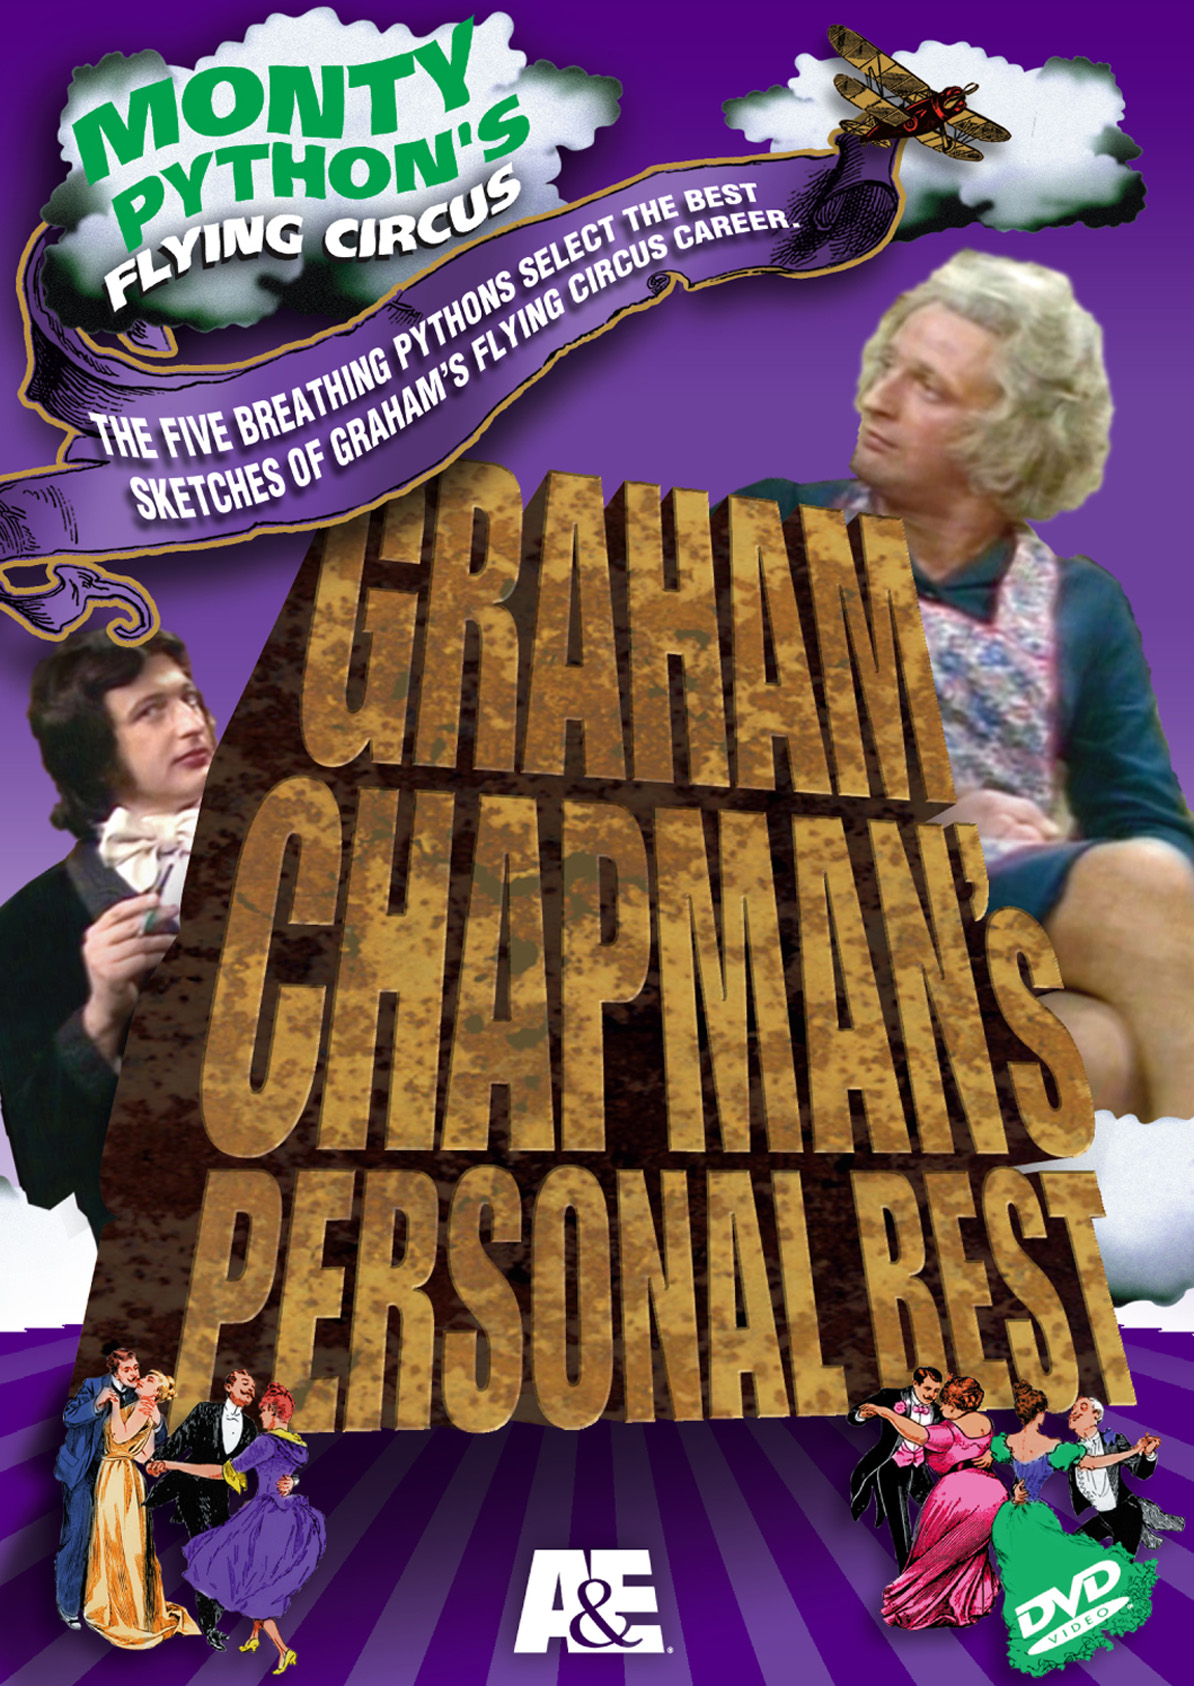 MONTY
PYTHON'S
FLYING CIRCUS
THE FIVE BREATHING PYTHONS SELECT THE BEST
SKETCHES OF GRAHAM'S FLYING CIRCUS CAREER.
GRAHAM
CHAPMAN'S
PERSONAL BEST
A&E®
DVD
VIDEO